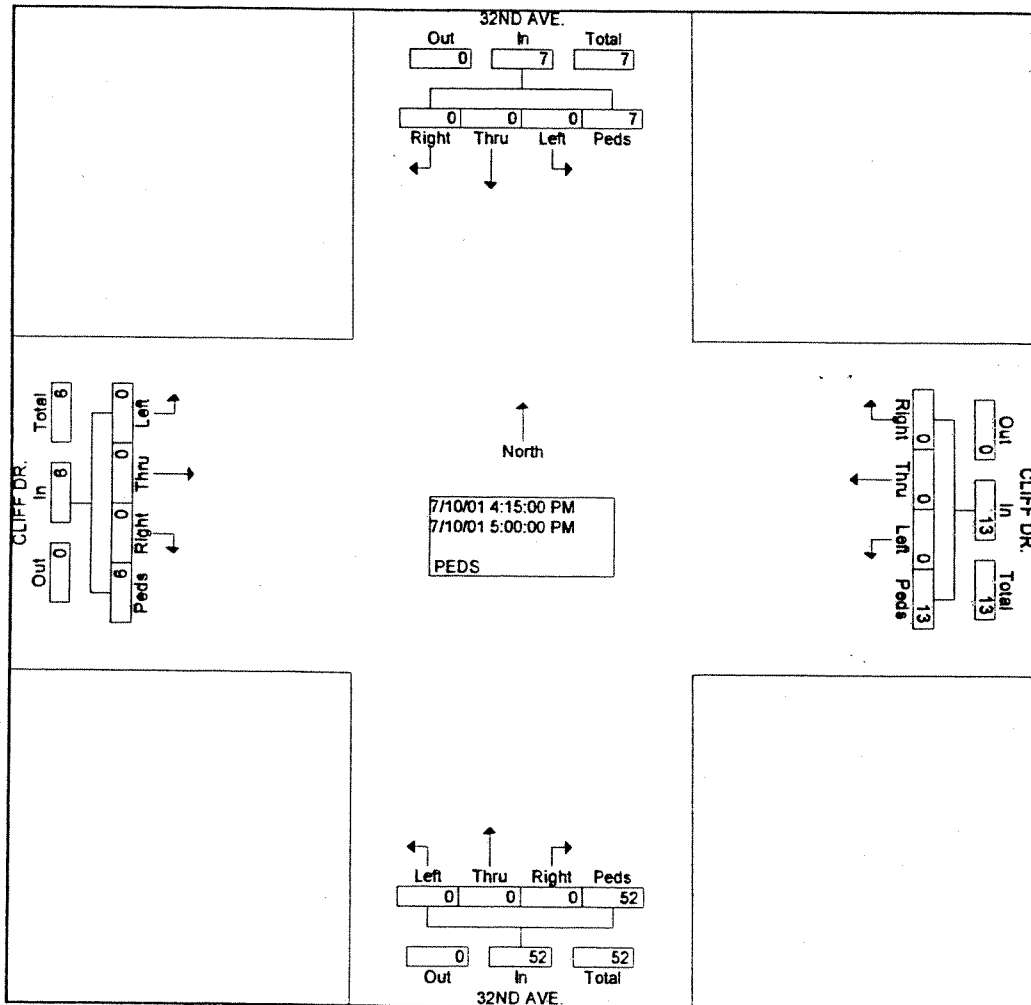 32ND AVE.
Out In Total
0 7 7
0 0 0 7
Right Thru Left Peds
CLIFF DR.
Total In Out
6 6 0
0 0 0 6
Left Thru Right Peds
North
7/10/01 4:15:00 PM
7/10/01 5:00:00 PM
PEDS
Right Thru Left Peds
0 0 0 13
Out In Total
0 13 13
CLIFF DR.
Left Thru Right Peds
0 0 0 52
0 52 52
Out In Total
32ND AVE.